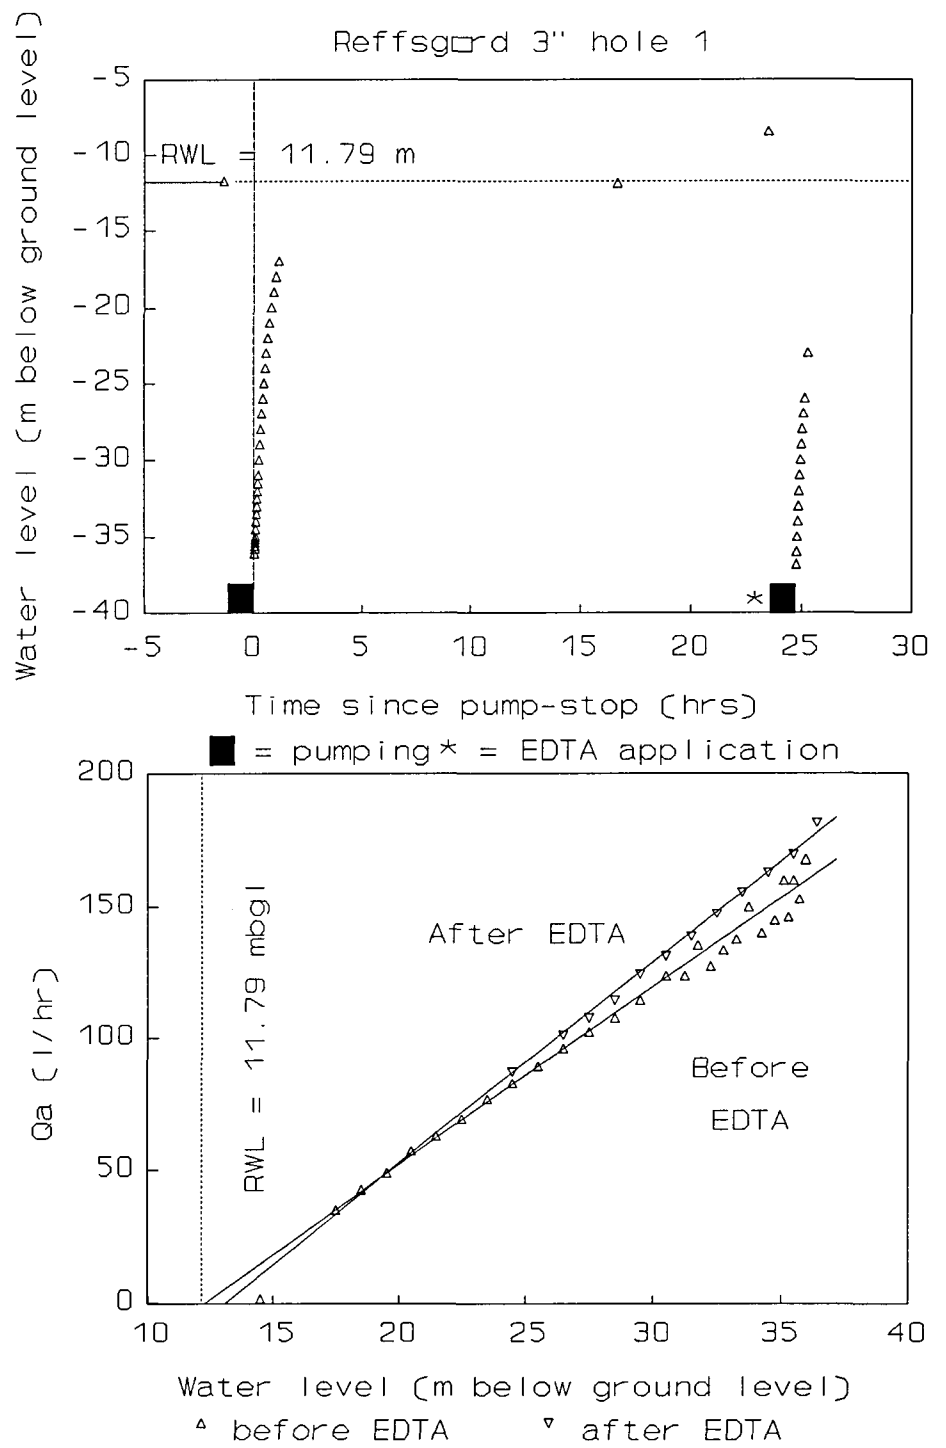 Reffsgård 3" hole 1
Water level (m below ground level)
-5
-10
-15
-20
-25
-30
-35
-40
RWL = 11.79 m
*
-5 0 5 10 15 20 25 30
Time since pump-stop (hrs)
= pumping * = EDTA application
Qa (l/hr)
200
150
100
50
0
RWL = 11.79 mbgl
After EDTA
Before
EDTA
10 15 20 25 30 35 40
Water level (m below ground level)
before EDTA after EDTA